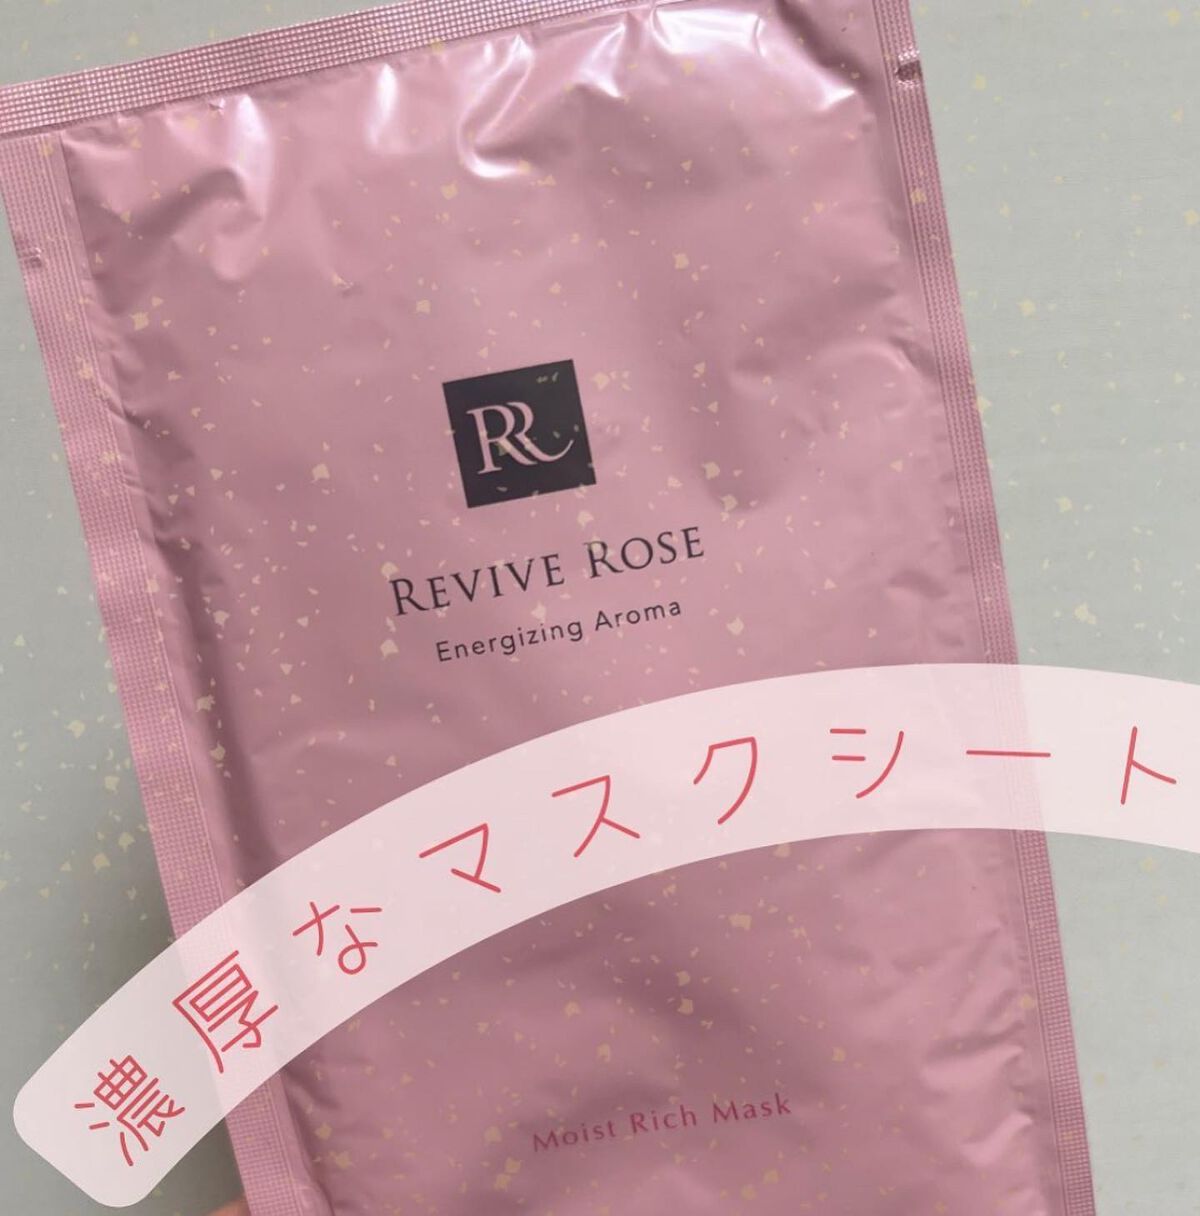 RR
REVIVE ROSE
Energizing Aroma
濃厚なマスクシート
Moist Rich Mask